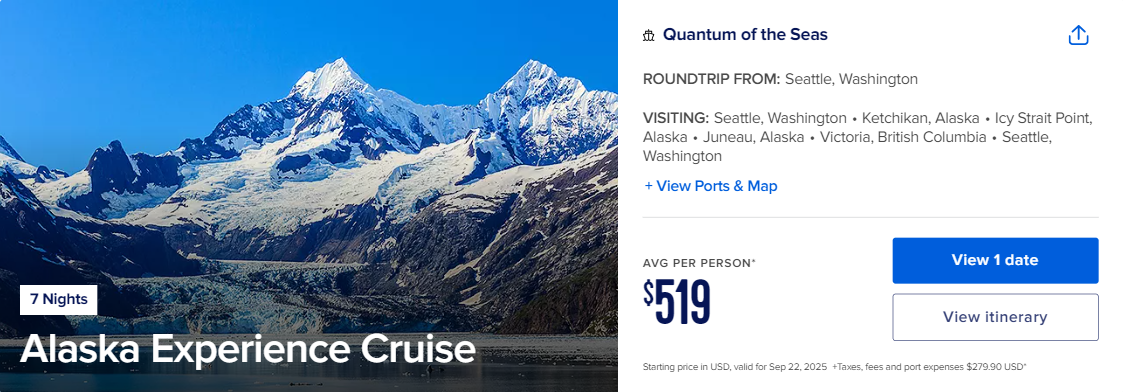 7 Nights
Alaska Experience Cruise
Quantum of the Seas
ROUNDTRIP FROM: Seattle, Washington
VISITING: Seattle, Washington • Ketchikan, Alaska • Icy Strait Point,
Alaska • Juneau, Alaska • Victoria, British Columbia • Seattle,
Washington
+ View Ports & Map
AVG PER PERSON*
$519
View 1 date
View itinerary
Starting price in USD, valid for Sep 22, 2025 +Taxes, fees and port expenses $279.90 USD*